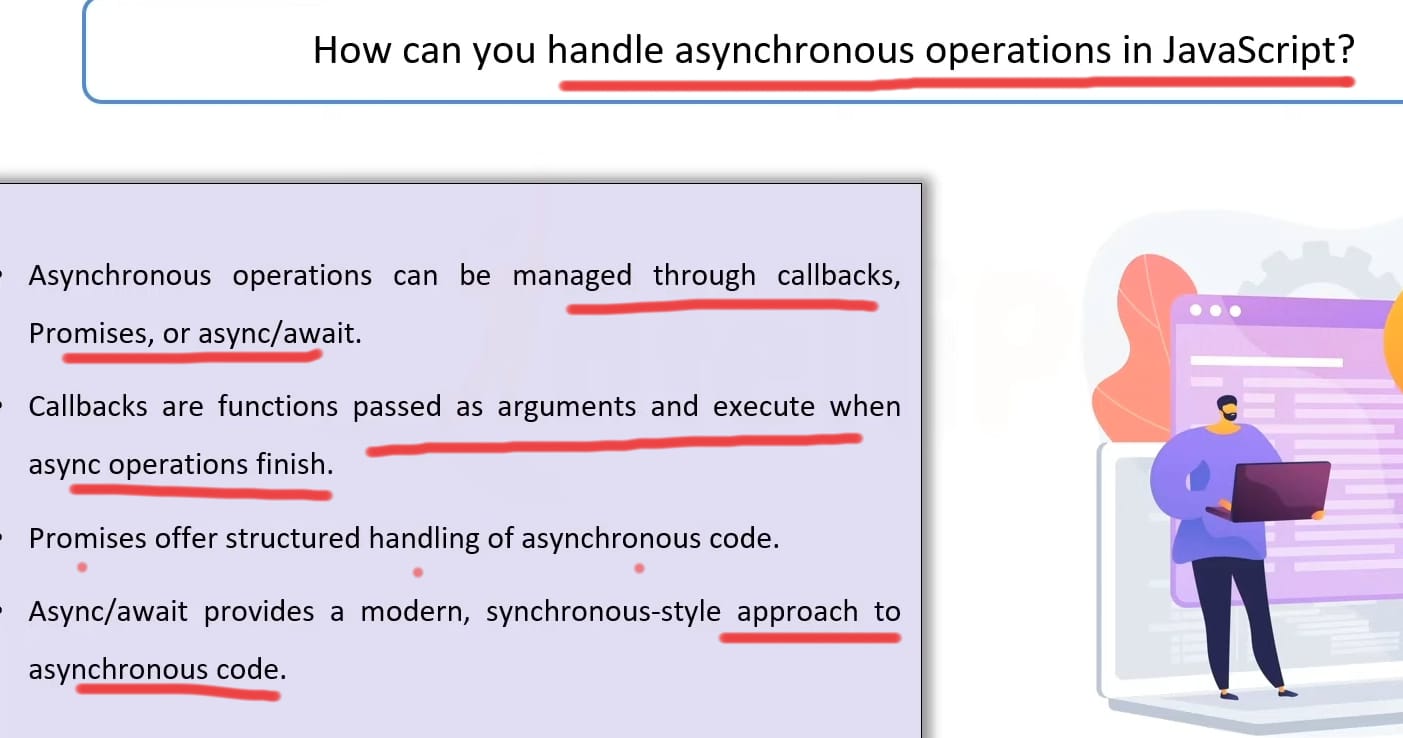 How can you handle asynchronous operations in JavaScript?
Asynchronous operations can be managed through callbacks,
Promises, or async/await.
Callbacks are functions passed as arguments and execute when
async operations finish.
Promises offer structured handling of asynchronous code.
Async/await provides a modern, synchronous-style approach to
asynchronous code.